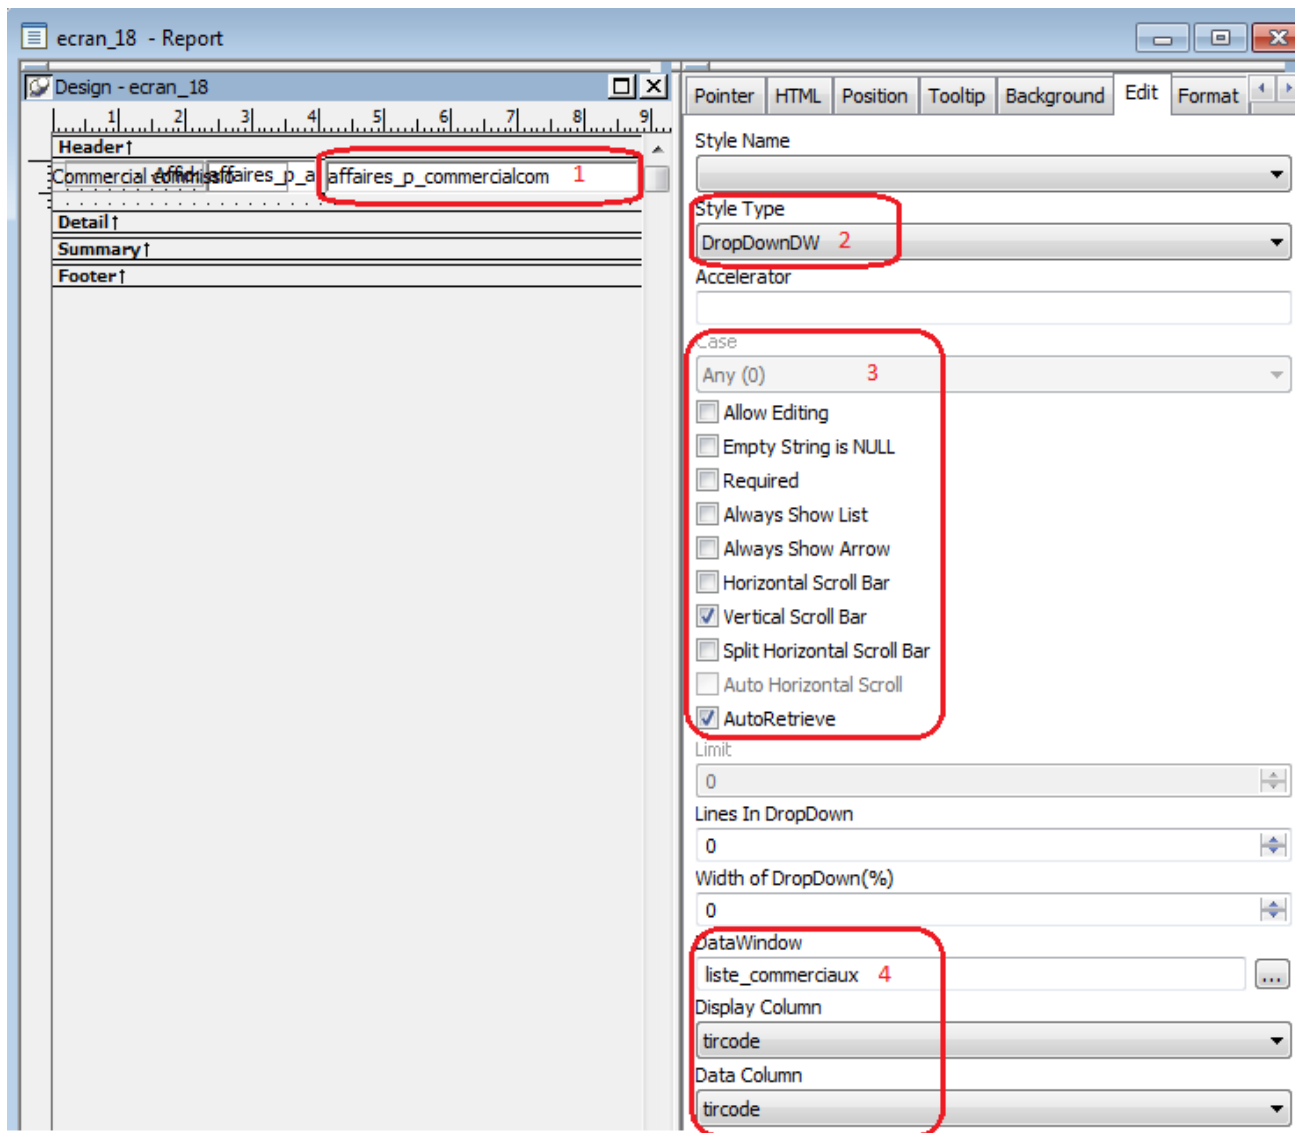 ecran_18 - Report
Design - ecran_18
1 2 3 4 5 6 7 8 9
Header↑
Commercial commissio affaires_p_a affaires_p_commercialcom 1
Detail↑
Summary↑
Footer↑
Pointer HTML Position Tooltip Background Edit Format
Style Name
Style Type
DropDownDW 2
Accelerator
Case
Any (0) 3
Allow Editing
Empty String is NULL
Required
Always Show List
Always Show Arrow
Horizontal Scroll Bar
Vertical Scroll Bar
Split Horizontal Scroll Bar
Auto Horizontal Scroll
AutoRetrieve
Limit
0
Lines In DropDown
0
Width of DropDown(%)
0
DataWindow
liste_commerciaux 4 ...
Display Column
tircode
Data Column
tircode